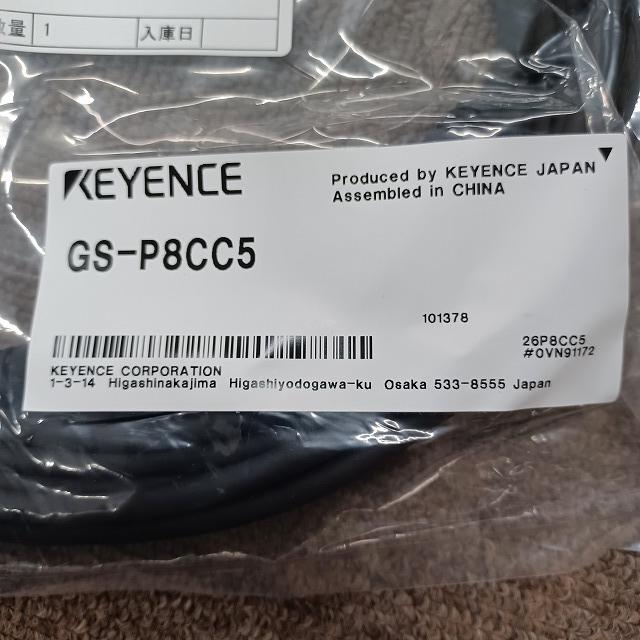 数量 1 入庫日
KEYENCE
Produced by KEYENCE JAPAN
Assembled in CHINA
GS-P8CC5
101378
26P8CC5
#0VN91172
KEYENCE CORPORATION
1-3-14 Higashinakajima Higashiyodogawa-ku Osaka 533-8555 Japan